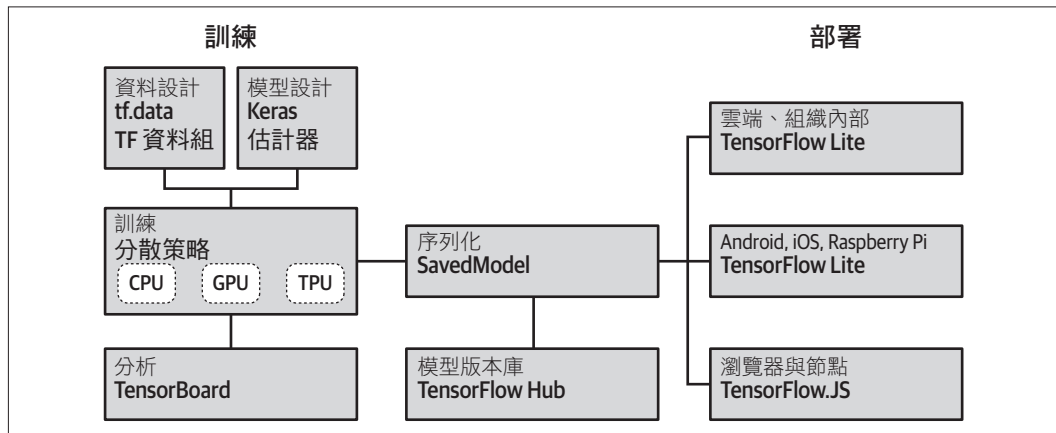 訓練
部署
資料設計
tf.data
TF 資料組
模型設計
Keras
估計器
雲端、組織內部
TensorFlow Lite
訓練
分散策略
CPU
GPU
TPU
序列化
SavedModel
Android, iOS, Raspberry Pi
TensorFlow Lite
分析
TensorBoard
模型版本庫
TensorFlow Hub
瀏覽器與節點
TensorFlow.JS